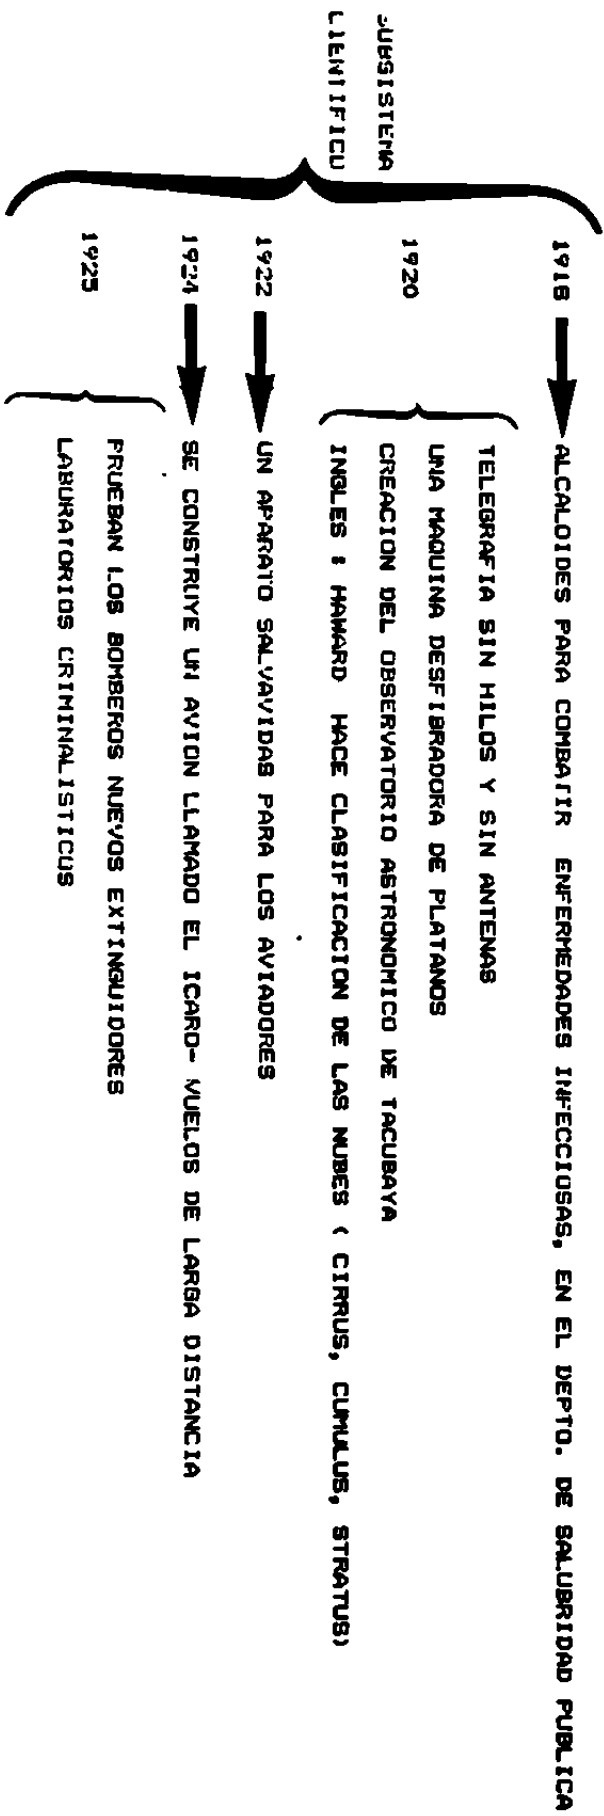 SUBSISTEMA
CIENTIFICO
1918 ALCALOIDES PARA COMBATIR ENFERMEDADES INFECCIOSAS, EN EL DEPTO. DE SALUBRIDAD PUBLICA
1920
TELEGRAFIA SIN HILOS Y SIN ANTENAS
UNA MAQUINA DESFIBRADORA DE PLATANOS
CREACION DEL OBSERVATORIO ASTRONOMICO DE TACUBAYA
INGLES : HAWARD HACE CLASIFICACION DE LAS NUBES ( CIRRUS, CUMULUS, STRATUS)
1922 UN APARATO SALVAVIDAS PARA LOS AVIADORES
1924 SE CONSTRUYE UN AVION LLAMADO EL ICARO- VUELOS DE LARGA DISTANCIA
1925
PRUEBAN LOS BOMBEROS NUEVOS EXTINGUIDORES
LABORATORIOS CRIMINALISTICOS